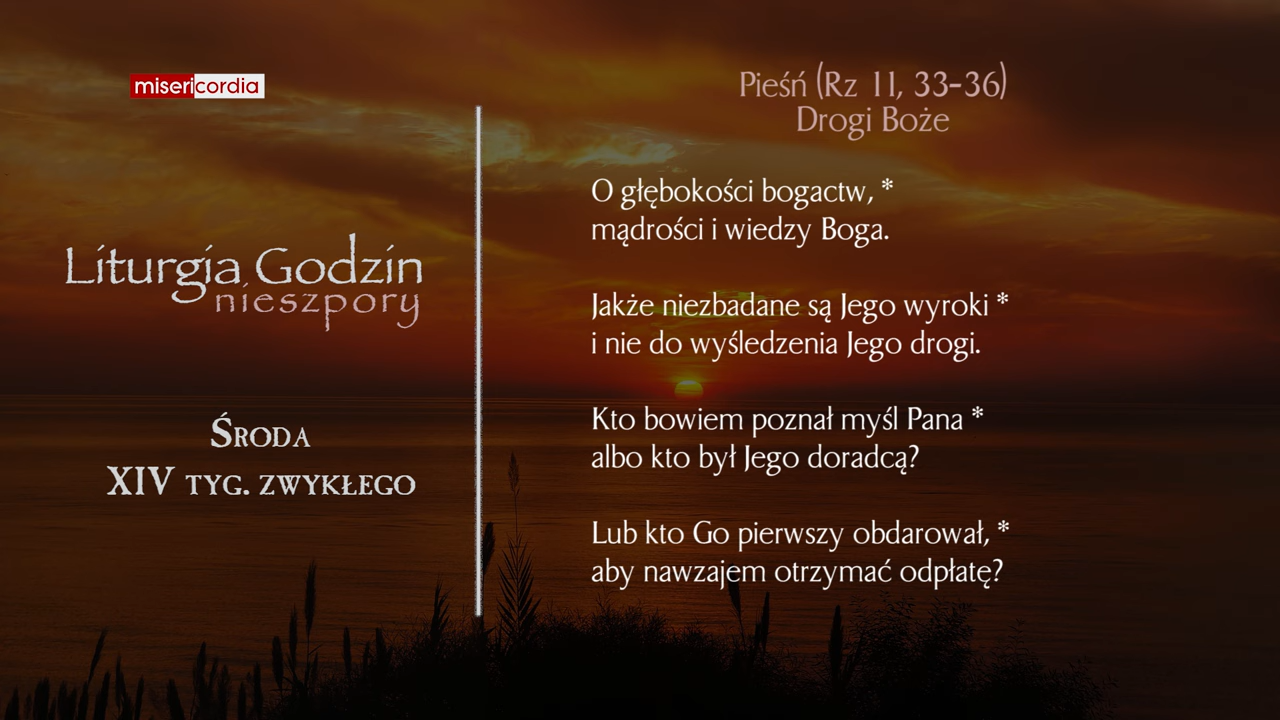 misericordia
Liturgia Godzin
nieszpory
Środa
XIV tyg. zwykłego
Pieśń (Rz 11, 33-36)
Drogi Boże
O głębokości bogactw, *
mądrości i wiedzy Boga.
Jakże niezbadane są Jego wyroki *
i nie do wyśledzenia Jego drogi.
Kto bowiem poznał myśl Pana *
albo kto był Jego doradcą?
Lub kto Go pierwszy obdarował, *
aby nawzajem otrzymać odpłatę?